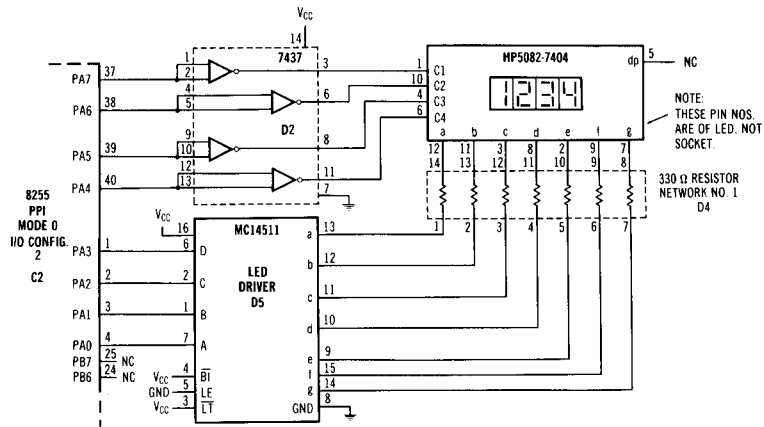 VCC
14
7437
1
2
3
4
5
6
D2
9
10
8
12
13
11
7
PA7 37
PA6 38
PA5 39
PA4 40
8255
PPI
MODE 0
I/O CONFIG.
2
C2
PA3 1
PA2 2
PA1 3
PA0 4
PB7 25 NC
PB6 24 NC
HP5082-7404
1 C1
10 C2
4 C3
6 C4
1234
dp 5 NC
a b c d e f g
12 11 3 8 2 9 7
14 13 12 11 10 9 8
1 2 3 4 5 6 7
NOTE:
THESE PIN NOS.
ARE OF LED, NOT
SOCKET.
330 Ω RESISTOR
NETWORK NO. 1
D4
VCC
16
MC14511
LED
DRIVER
D5
6 D
2 C
1 B
7 A
VCC 4 BI
GND 5 LE
VCC 3 LT
a 13
b 12
c 11
d 10
e 9
f 15
g 14
GND 8